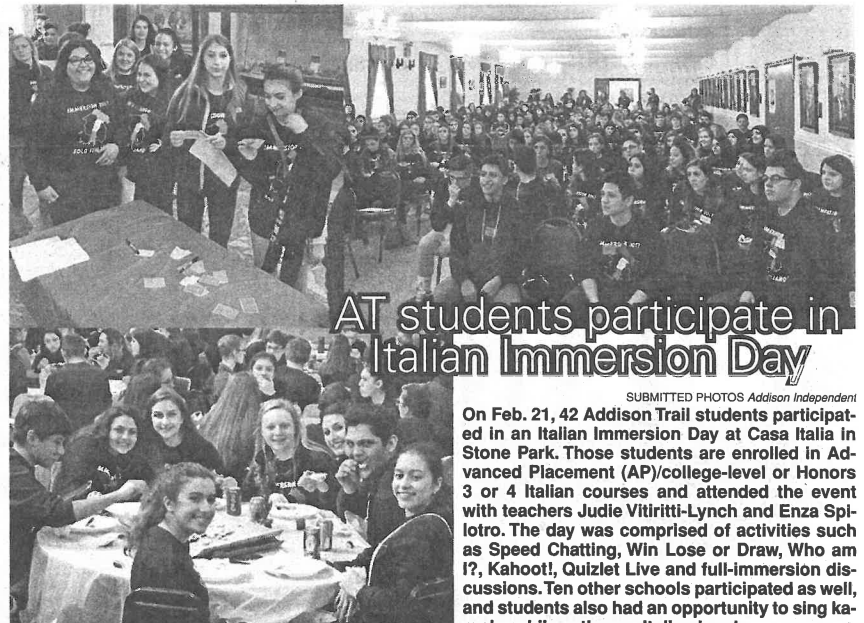 AT students participate in
Italian Immersion Day
SUBMITTED PHOTOS Addison Independent
On Feb. 21, 42 Addison Trail students participat-
ed in an Italian Immersion Day at Casa Italia in
Stone Park. Those students are enrolled in Ad-
vanced Placement (AP)/college-level or Honors
3 or 4 Italian courses and attended the event
with teachers Judie Vitiritti-Lynch and Enza Spi-
lotro. The day was comprised of activities such
as Speed Chatting, Win Lose or Draw, Who am
I?, Kahoot!, Quizlet Live and full-immersion dis-
cussions. Ten other schools participated as well,
and students also had an opportunity to sing ka-